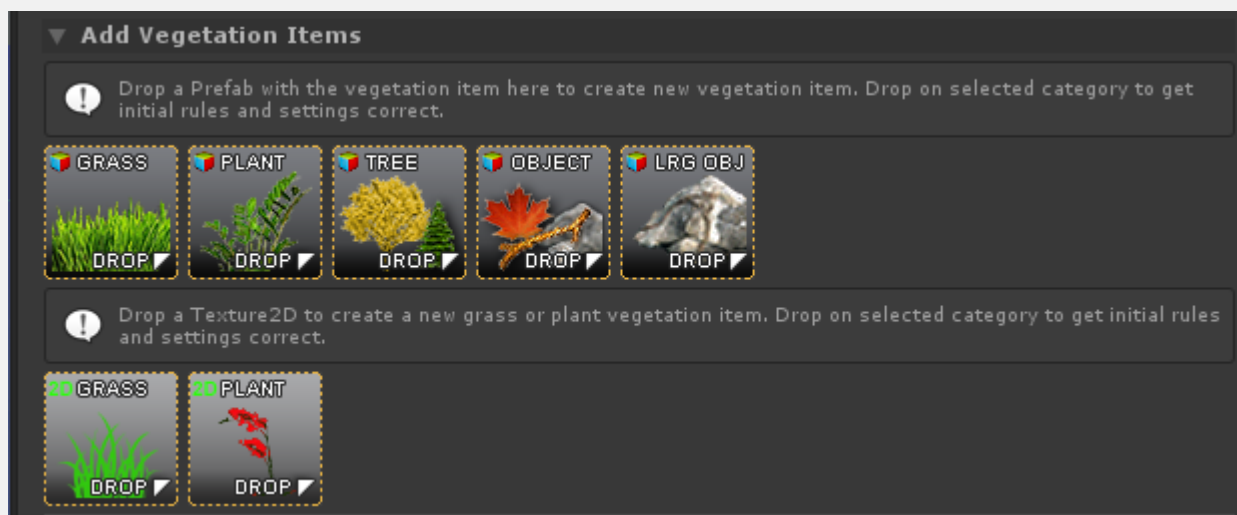 Add Vegetation Items
Drop a Prefab with the vegetation item here to create new vegetation item. Drop on selected category to get
initial rules and settings correct.
GRASS PLANT TREE OBJECT LRG OBJ
DROP DROP DROP DROP DROP
Drop a Texture2D to create a new grass or plant vegetation item. Drop on selected category to get initial rules
and settings correct.
2D GRASS 2D PLANT
DROP DROP